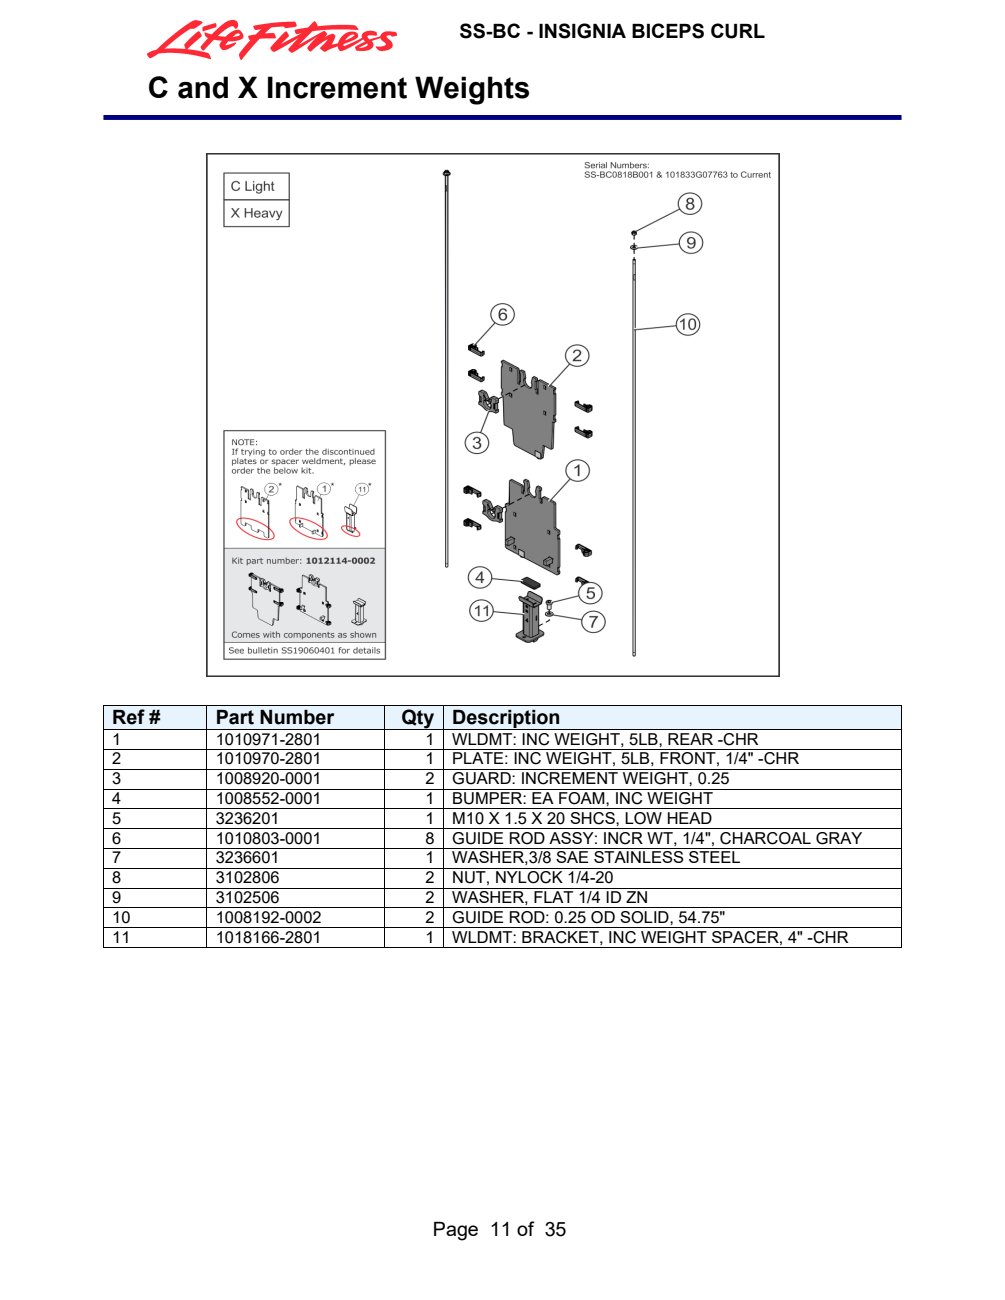 Life Fitness
SS-BC - INSIGNIA BICEPS CURL
C and X Increment Weights
Serial Numbers:
SS-BC0818B001 & 101833G07763 to Current
C Light
X Heavy
8
9
10
6
2
3
1
4
5
11
7
NOTE:
If trying to order the discontinued
plates or spacer weldment, please
order the below kit.
2* 1* 11*
Kit part number: 1012114-0002
Comes with components as shown
See bulletin SS19060401 for details
Ref # Part Number Qty Description
1 1010971-2801 1 WLDMT: INC WEIGHT, 5LB, REAR -CHR
2 1010970-2801 1 PLATE: INC WEIGHT, 5LB, FRONT, 1/4" -CHR
3 1008920-0001 2 GUARD: INCREMENT WEIGHT, 0.25
4 1008552-0001 1 BUMPER: EA FOAM, INC WEIGHT
5 3236201 1 M10 X 1.5 X 20 SHCS, LOW HEAD
6 1010803-0001 8 GUIDE ROD ASSY: INCR WT, 1/4", CHARCOAL GRAY
7 3236601 1 WASHER,3/8 SAE STAINLESS STEEL
8 3102806 2 NUT, NYLOCK 1/4-20
9 3102506 2 WASHER, FLAT 1/4 ID ZN
10 1008192-0002 2 GUIDE ROD: 0.25 OD SOLID, 54.75"
11 1018166-2801 1 WLDMT: BRACKET, INC WEIGHT SPACER, 4" -CHR
Page 11 of 35